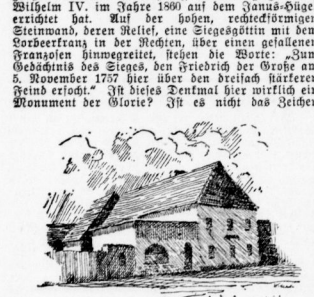 Wilhelm IV. im Jahre 1860 auf dem Janus-Hüge
errichtet hat. Auf der hohen, rechteckförmigen
Steinwand, deren Relief, eine Siegesgöttin mit dem
Lorbeerkranz in der Rechten, über einen gefallenen
Franzosen hinwegreitet, stehen die Worte: „Zum
Gedächtnis des Sieges, den Friedrich der Große am
5. November 1757 hier über den dreifach stärkeren
Feind erfocht.“ Ist dieses Denkmal hier wirklich ein
Monument der Glorie? Ist es nicht das Zeichen